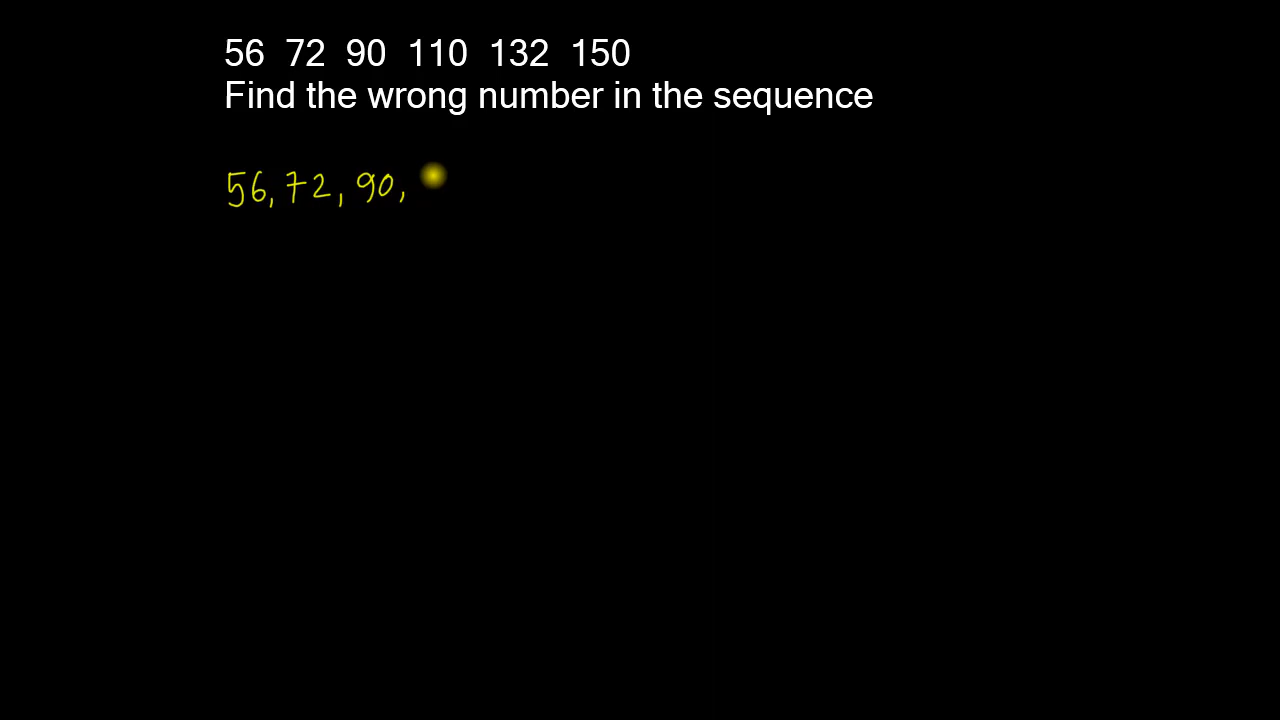 56 72 90 110 132 150
Find the wrong number in the sequence
56, 72, 90,